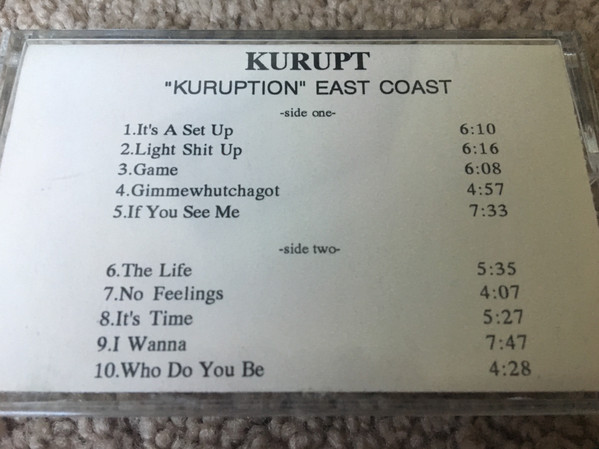 KURUPT
"KURUPTION" EAST COAST
-side one-
1.It's A Set Up 6:10
2.Light Shit Up 6:16
3.Game 6:08
4.Gimmewhutchagot 4:57
5.If You See Me 7:33
-side two-
6.The Life 5:35
7.No Feelings 4:07
8.It's Time 5:27
9.I Wanna 7:47
10.Who Do You Be 4:28